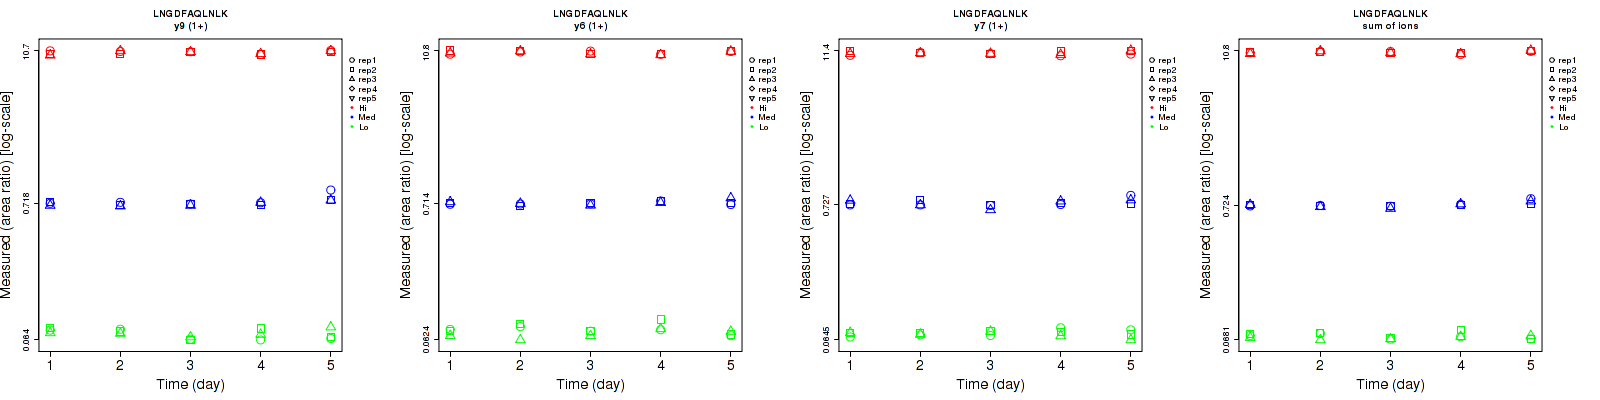 LNGDFAQLNLK
y9 (1+)
Measured (area ratio) [log-scale]
10.7
0.718
0.064
1 2 3 4 5
Time (day)
rep1
rep2
rep3
rep4
rep5
Hi
Med
Lo
LNGDFAQLNLK
y6 (1+)
Measured (area ratio) [log-scale]
10.8
0.714
0.0624
1 2 3 4 5
Time (day)
rep1
rep2
rep3
rep4
rep5
Hi
Med
Lo
LNGDFAQLNLK
y7 (1+)
Measured (area ratio) [log-scale]
11.4
0.727
0.0645
1 2 3 4 5
Time (day)
rep1
rep2
rep3
rep4
rep5
Hi
Med
Lo
LNGDFAQLNLK
sum of ions
Measured (area ratio) [log-scale]
10.8
0.724
0.0681
1 2 3 4 5
Time (day)
rep1
rep2
rep3
rep4
rep5
Hi
Med
Lo